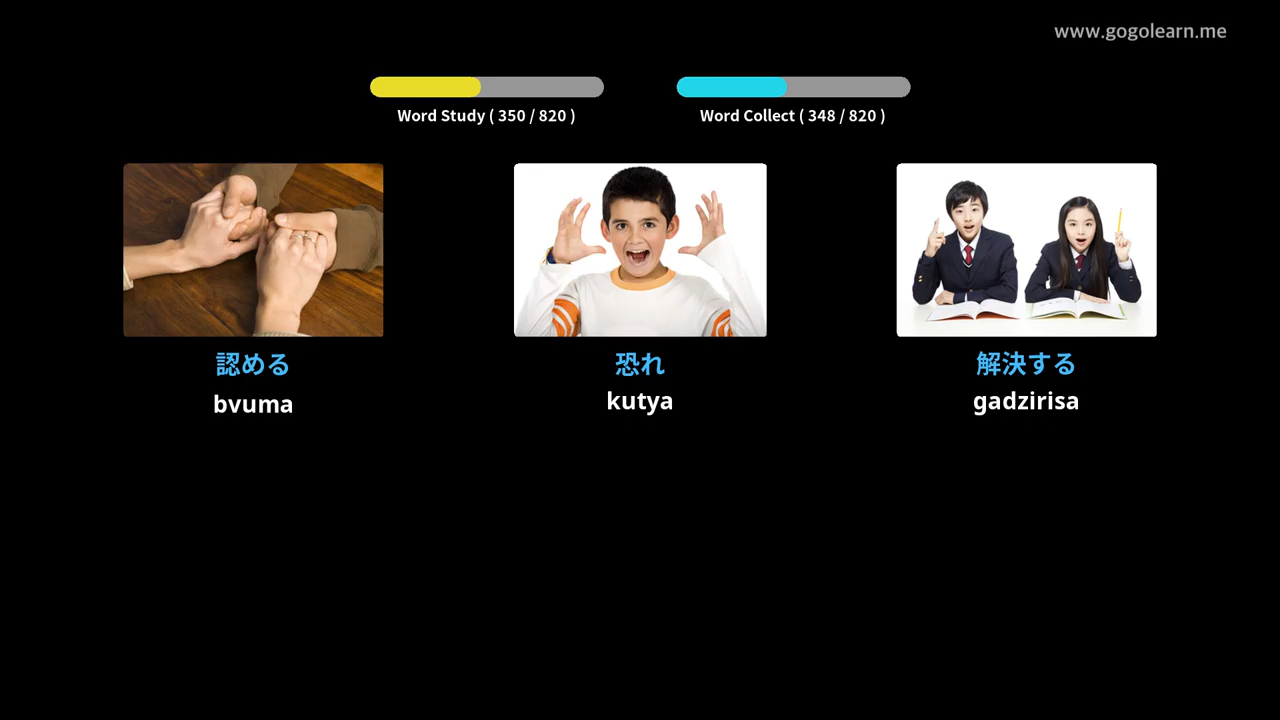 www.gogolearn.me
Word Study ( 350 / 820 )
Word Collect ( 348 / 820 )
認める
bvuma
恐れ
kutya
解決する
gadzirisa